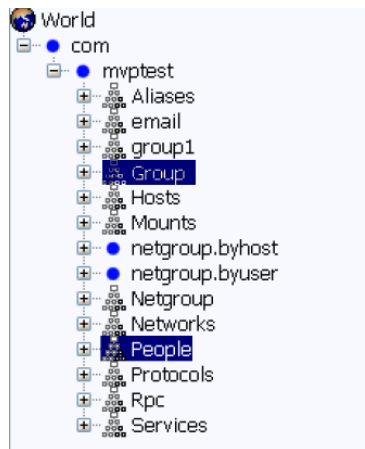 World
com
mvptest
Aliases
email
group1
Group
Hosts
Mounts
netgroup.byhost
netgroup.byuser
Netgroup
Networks
People
Protocols
Rpc
Services